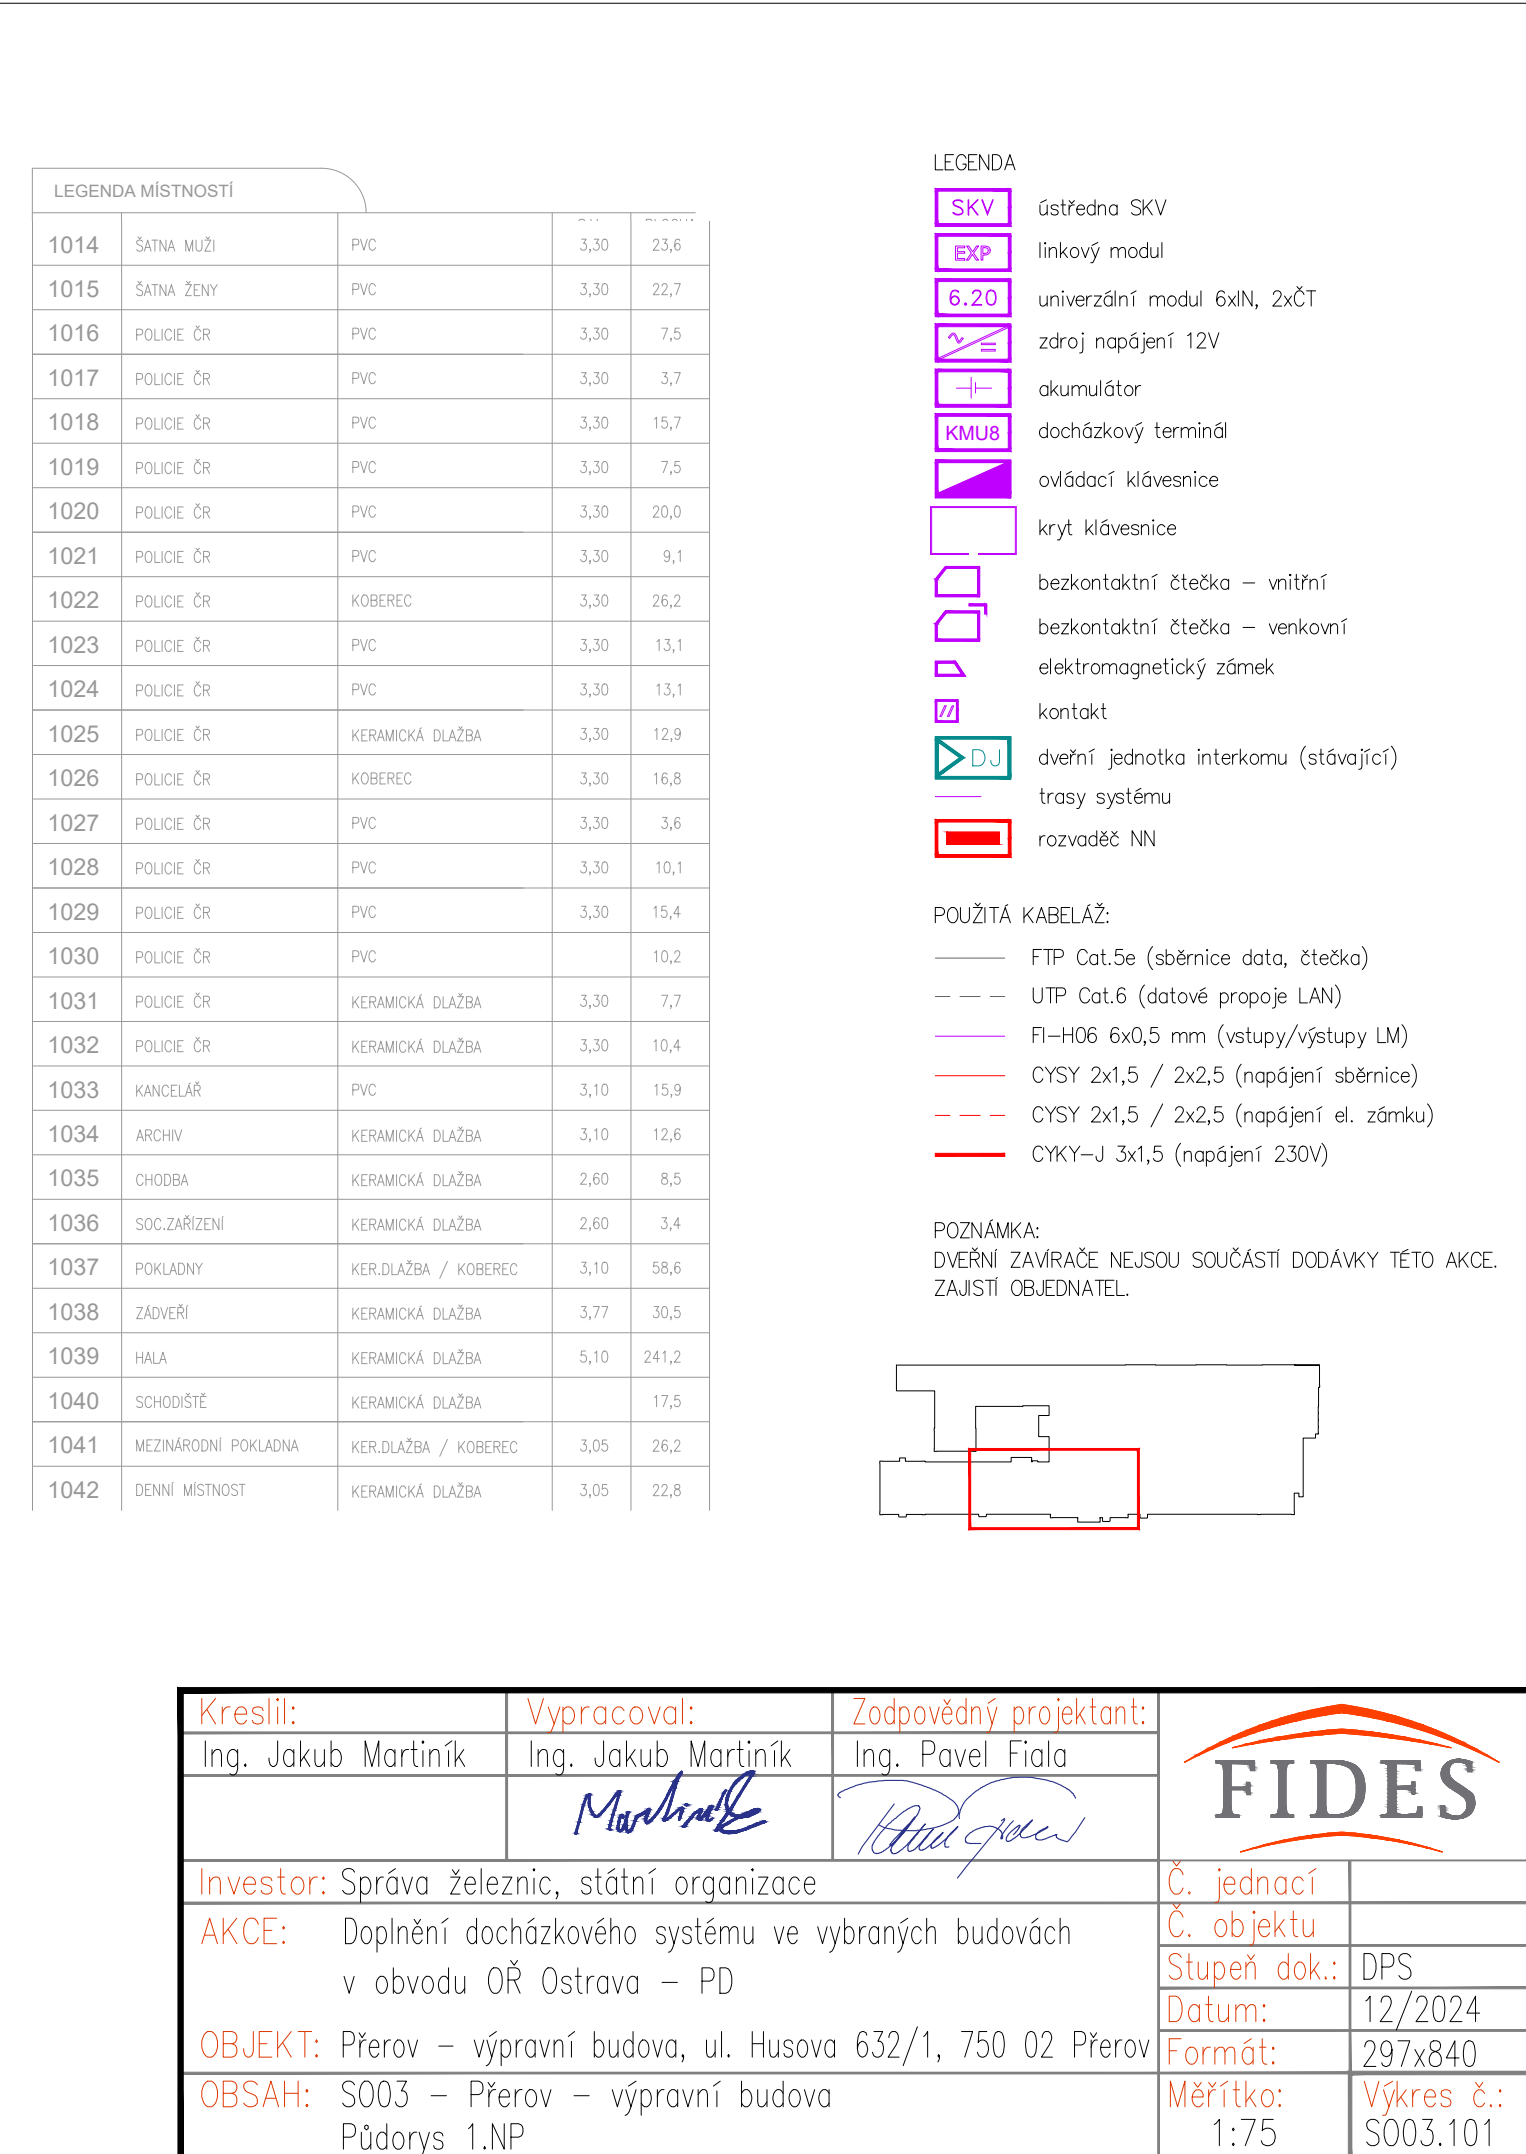 LEGENDA MÍSTNOSTÍ
1014 ŠATNA MUŽI PVC 3,30 23,6
1015 ŠATNA ŽENY PVC 3,30 22,7
1016 POLICIE ČR PVC 3,30 7,5
1017 POLICIE ČR PVC 3,30 3,7
1018 POLICIE ČR PVC 3,30 15,7
1019 POLICIE ČR PVC 3,30 7,5
1020 POLICIE ČR PVC 3,30 20,0
1021 POLICIE ČR PVC 3,30 9,1
1022 POLICIE ČR KOBEREC 3,30 26,2
1023 POLICIE ČR PVC 3,30 13,1
1024 POLICIE ČR PVC 3,30 13,1
1025 POLICIE ČR KERAMICKÁ DLAŽBA 3,30 12,9
1026 POLICIE ČR KOBEREC 3,30 16,8
1027 POLICIE ČR PVC 3,30 3,6
1028 POLICIE ČR PVC 3,30 10,1
1029 POLICIE ČR PVC 3,30 15,4
1030 POLICIE ČR PVC 10,2
1031 POLICIE ČR KERAMICKÁ DLAŽBA 3,30 7,7
1032 POLICIE ČR KERAMICKÁ DLAŽBA 3,30 10,4
1033 KANCELÁŘ PVC 3,10 15,9
1034 ARCHIV KERAMICKÁ DLAŽBA 3,10 12,6
1035 CHODBA KERAMICKÁ DLAŽBA 2,60 8,5
1036 SOC.ZAŘÍZENÍ KERAMICKÁ DLAŽBA 2,60 3,4
1037 POKLADNY KER.DLAŽBA / KOBEREC 3,10 58,6
1038 ZÁDVEŘÍ KERAMICKÁ DLAŽBA 3,77 30,5
1039 HALA KERAMICKÁ DLAŽBA 5,10 241,2
1040 SCHODIŠTĚ KERAMICKÁ DLAŽBA 17,5
1041 MEZINÁRODNÍ POKLADNA KER.DLAŽBA / KOBEREC 3,05 26,2
1042 DENNÍ MÍSTNOST KERAMICKÁ DLAŽBA 3,05 22,8
LEGENDA
SKV ústředna SKV
EXP linkový modul
6.20 univerzální modul 6xIN, 2xČT
zdroj napájení 12V
akumulátor
KMU8 docházkový terminál
ovládací klávesnice
kryt klávesnice
bezkontaktní čtečka – vnitřní
bezkontaktní čtečka – venkovní
elektromagnetický zámek
kontakt
DJ dveřní jednotka interkomu (stávající)
trasy systému
rozvaděč NN
POUŽITÁ KABELÁŽ:
FTP Cat.5e (sběrnice data, čtečka)
UTP Cat.6 (datové propoje LAN)
FI–H06 6x0,5 mm (vstupy/výstupy LM)
CYSY 2x1,5 / 2x2,5 (napájení sběrnice)
CYSY 2x1,5 / 2x2,5 (napájení el. zámku)
CYKY–J 3x1,5 (napájení 230V)
POZNÁMKA:
DVEŘNÍ ZAVÍRAČE NEJSOU SOUČÁSTÍ DODÁVKY TÉTO AKCE.
ZAJISTÍ OBJEDNATEL.
Kreslil: Vypracoval: Zodpovědný projektant:
Ing. Jakub Martiník Ing. Jakub Martiník Ing. Pavel Fiala
FIDES
Investor: Správa železnic, státní organizace
AKCE: Doplnění docházkového systému ve vybraných budovách
v obvodu OŘ Ostrava – PD
OBJEKT: Přerov – výpravní budova, ul. Husova 632/1, 750 02 Přerov
OBSAH: SO03 – Přerov – výpravní budova
Půdorys 1.NP
Č. jednací
Č. objektu
Stupeň dok.: DPS
Datum: 12/2024
Formát: 297x840
Měřítko: Výkres č.:
1:75 SO03.101